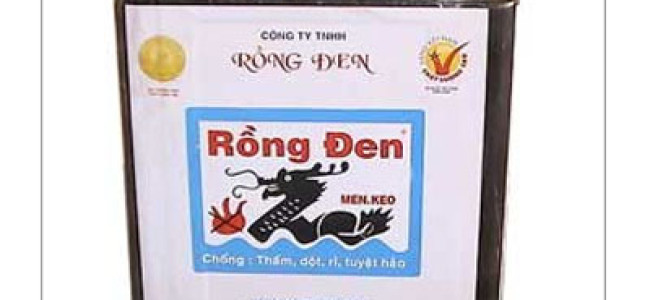 CÔNG TY TNHH
RỒNG ĐEN
Rồng Đen
MEN.KEO
Chống : Thấm, dột, rỉ, tuyệt hảo